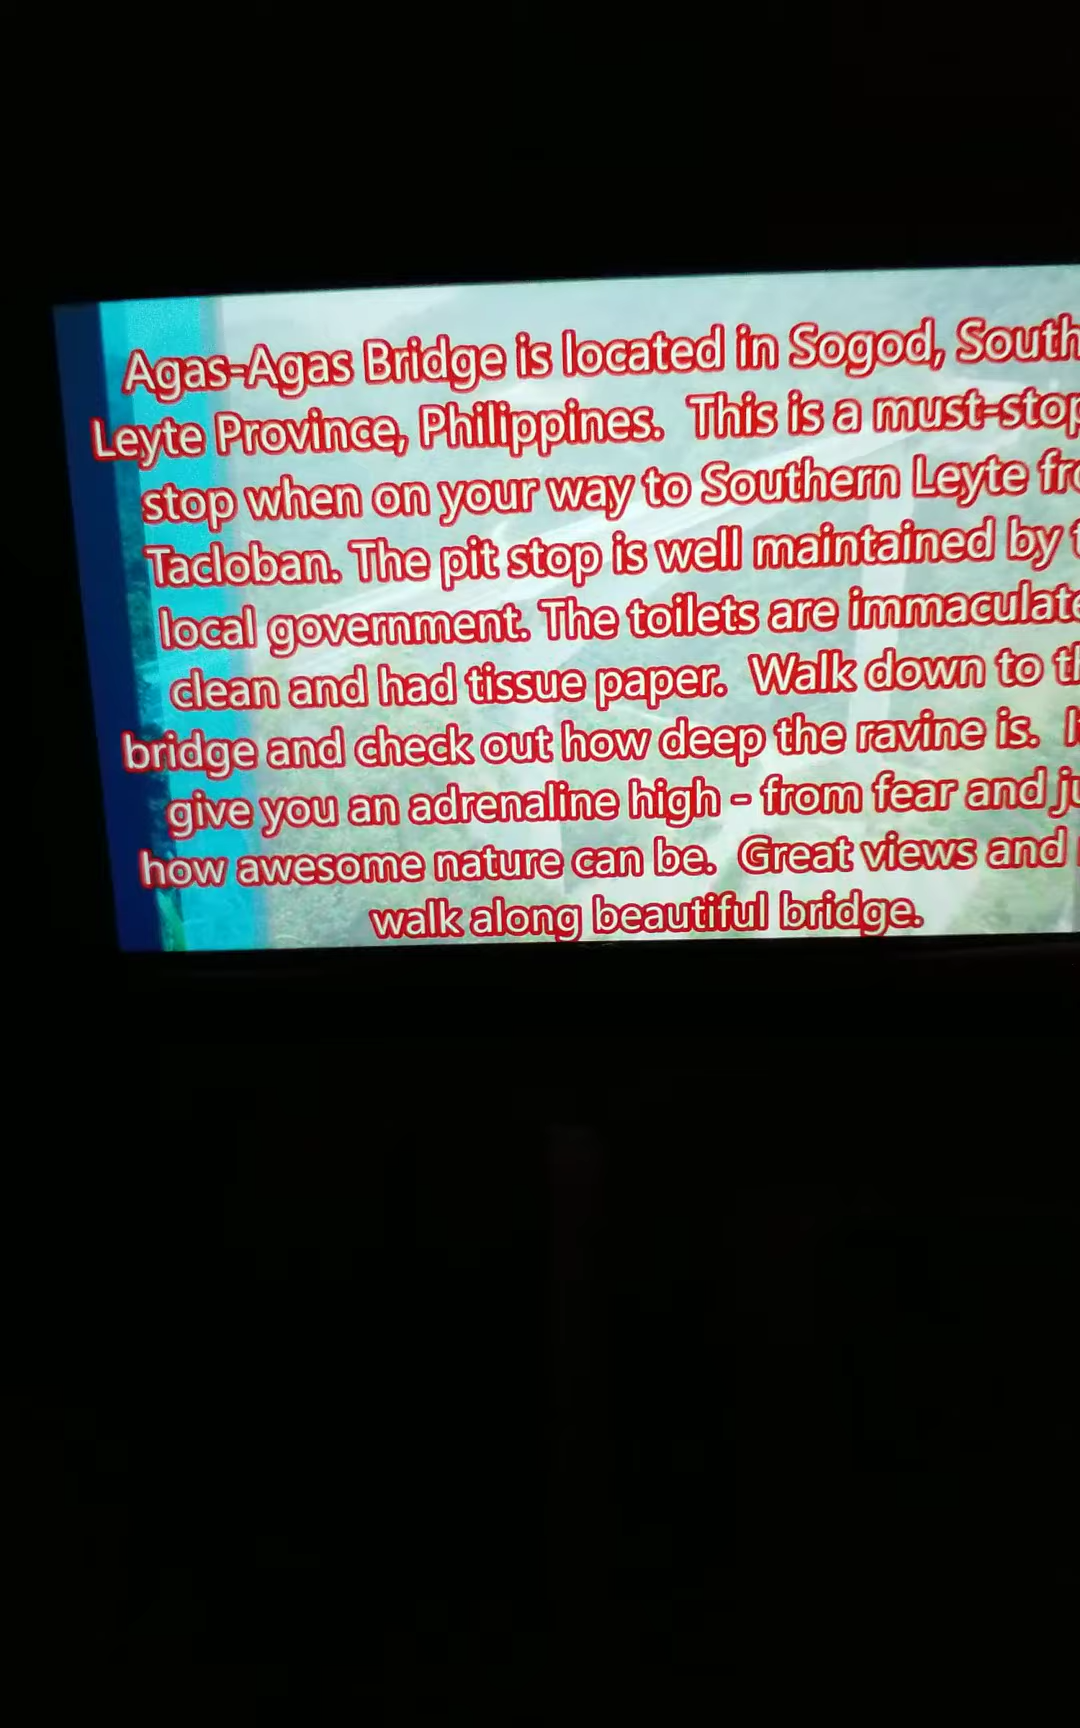 Agas-Agas Bridge is located in Sogod, South
Leyte Province, Philippines.  This is a must-stop
stop when on your way to Southern Leyte fr
Tacloban. The pit stop is well maintained by
local government. The toilets are immaculate
clean and had tissue paper.  Walk down to
bridge and check out how deep the ravine is.
give you an adrenaline high - from fear and
how awesome nature can be.  Great views and
walk along beautiful bridge.